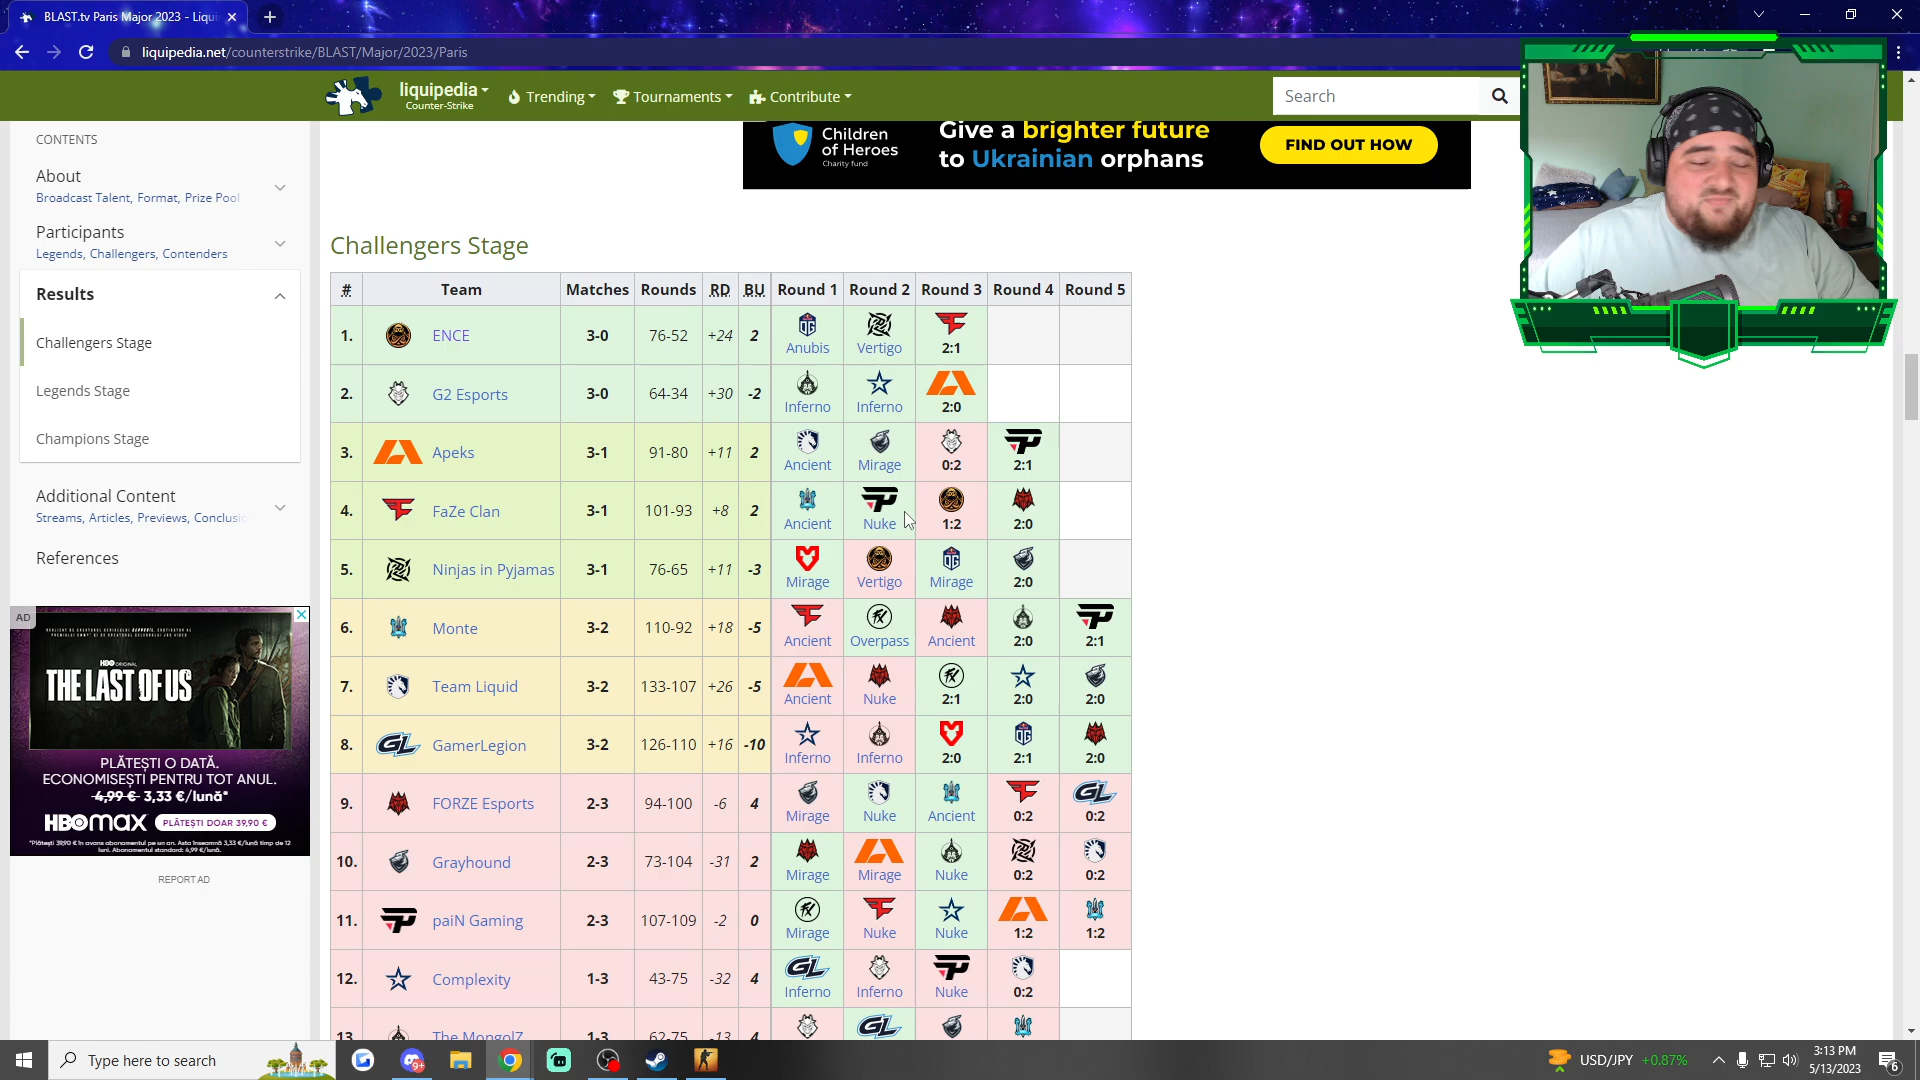 BLAST.tv Paris Major 2023 - Liqui
liquipedia.net/counterstrike/BLAST/Major/2023/Paris
liquipedia
Counter-Strike
Trending
Tournaments
Contribute
Search
Children of Heroes
Charity fund
Give a brighter future
to Ukrainian orphans
FIND OUT HOW
CONTENTS
About
Broadcast Talent, Format, Prize Pool
Participants
Legends, Challengers, Contenders
Results
Challengers Stage
Legends Stage
Champions Stage
Additional Content
Streams, Articles, Previews, Conclusio
References
AD
HBO ORIGINAL
THE LAST OF US
PLĂTEȘTI O DATĂ.
ECONOMISEȘTI PENTRU TOT ANUL.
4,99 € 3,33 €/lună*
HBOMAX PLĂTEȘTI DOAR 39,90 €
REPORT AD
Challengers Stage
# Team Matches Rounds RD BU Round 1 Round 2 Round 3 Round 4 Round 5
1. ENCE 3-0 76-52 +24 2 Anubis Vertigo 2:1
2. G2 Esports 3-0 64-34 +30 -2 Inferno Inferno 2:0
3. Apeks 3-1 91-80 +11 2 Ancient Mirage 0:2 2:1
4. FaZe Clan 3-1 101-93 +8 2 Ancient Nuke 1:2 2:0
5. Ninjas in Pyjamas 3-1 76-65 +11 -3 Mirage Vertigo Mirage 2:0
6. Monte 3-2 110-92 +18 -5 Ancient Overpass Ancient 2:0 2:1
7. Team Liquid 3-2 133-107 +26 -5 Ancient Nuke 2:1 2:0 2:0
8. GamerLegion 3-2 126-110 +16 -10 Inferno Inferno 2:0 2:1 2:0
9. FORZE Esports 2-3 94-100 -6 4 Mirage Nuke Ancient 0:2 0:2
10. Grayhound 2-3 73-104 -31 2 Mirage Mirage Nuke 0:2 0:2
11. paiN Gaming 2-3 107-109 -2 0 Mirage Nuke Nuke 1:2 1:2
12. Complexity 1-3 43-75 -32 4 Inferno Inferno Nuke 0:2
13. The MongolZ 1-3 62-75 -13 4
Type here to search
9+
USD/JPY +0.87%
3:13 PM
5/13/2023
6